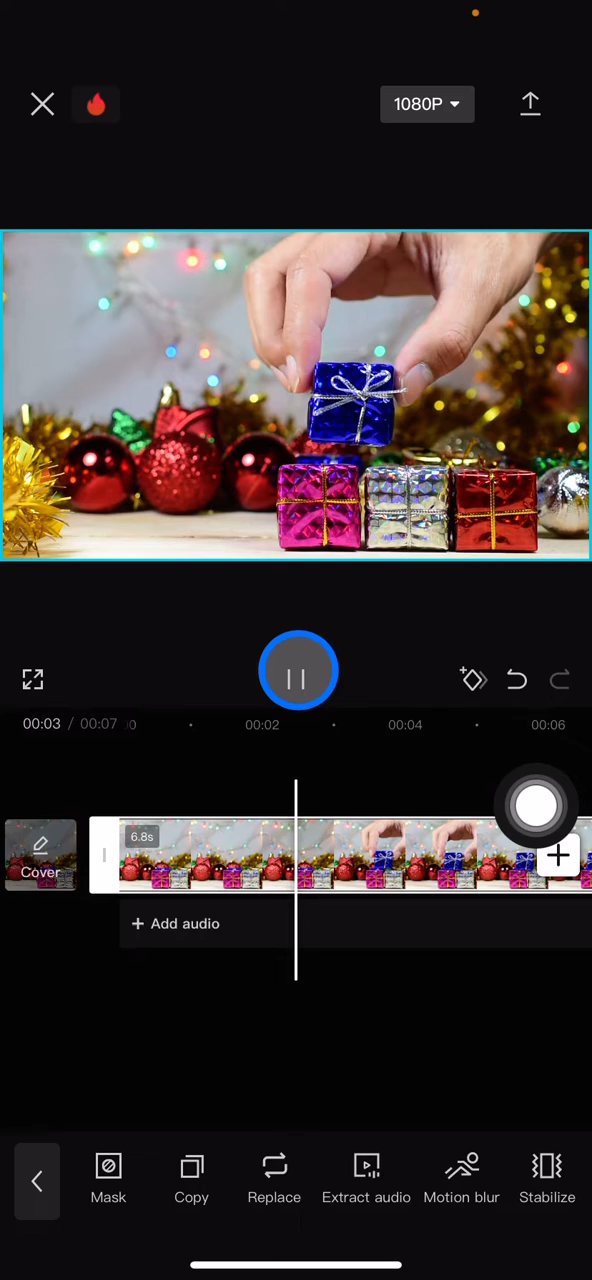 1080P
00:03 / 00:07
00:02
00:04
00:06
6.8s
Cover
+ Add audio
Mask
Copy
Replace
Extract audio
Motion blur
Stabilize